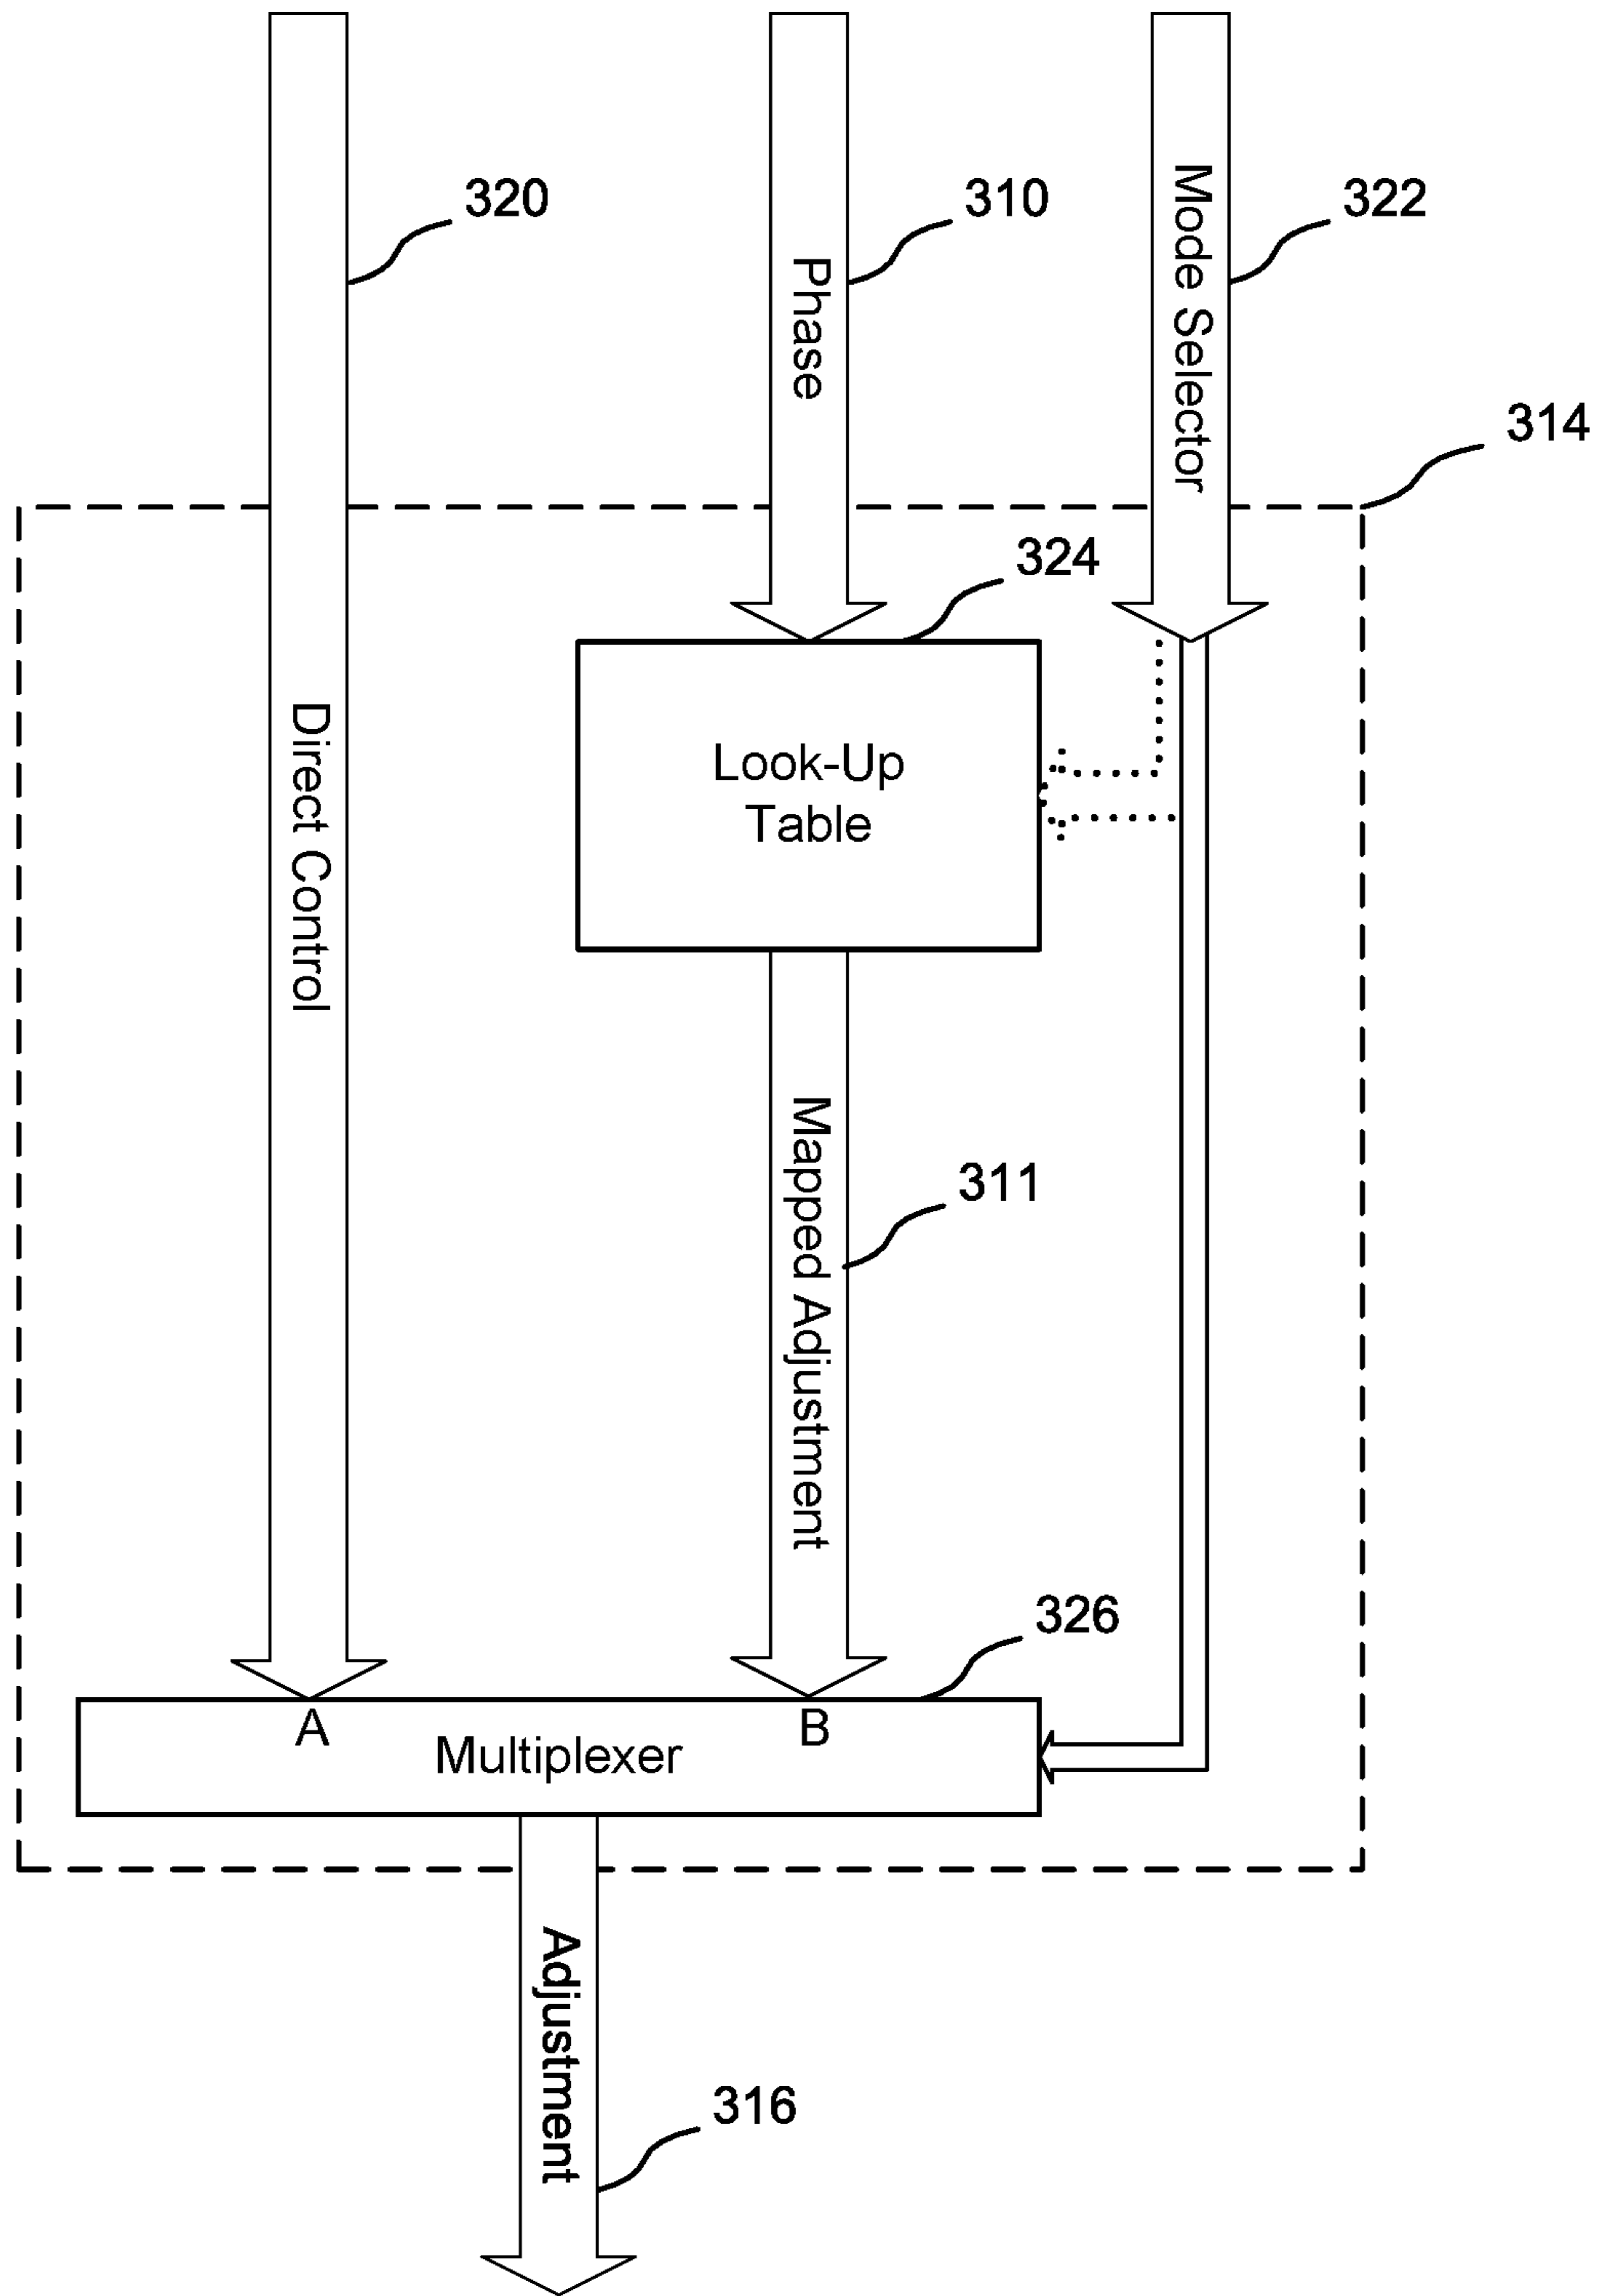 320
310
322
Mode Selector
Phase
314
324
Look-Up
Table
Direct Control
Mapped Adjustment
311
326
A
B
Multiplexer
Adjustment
316